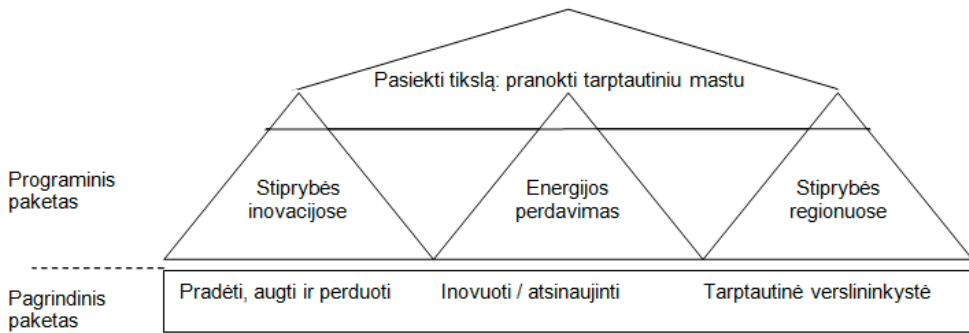 Pasiekti tikslą: pranokti tarptautiniu mastu
Programinis
paketas
Stiprybės
inovacijose
Energijos
perdavimas
Stiprybės
regionuose
Pagrindinis
paketas
Pradėti, augti ir perduoti
Inovuoti / atsinaujinti
Tarptautinė verslininkystė